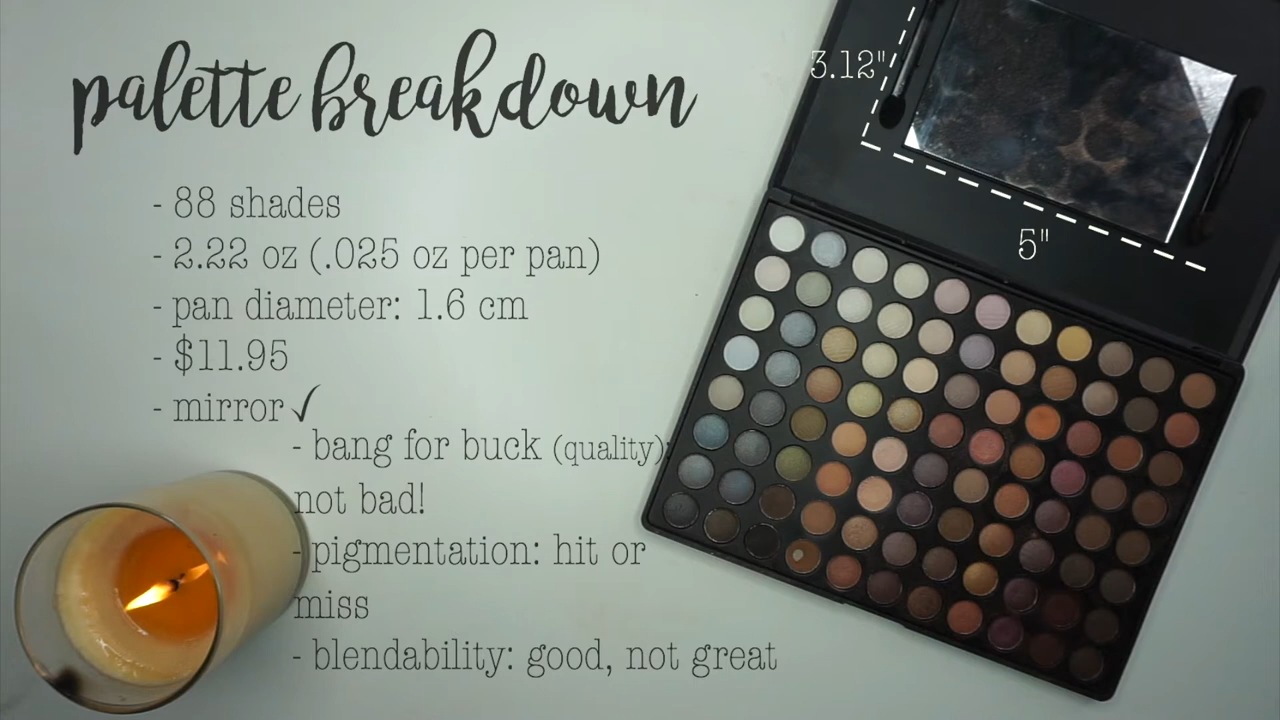 palette breakdown
- 88 shades
- 2.22 oz (.025 oz per pan)
- pan diameter: 1.6 cm
- $11.95
- mirror ✓
- bang for buck (quality):
not bad!
- pigmentation: hit or
miss
- blendability: good, not great
3.12"
5"